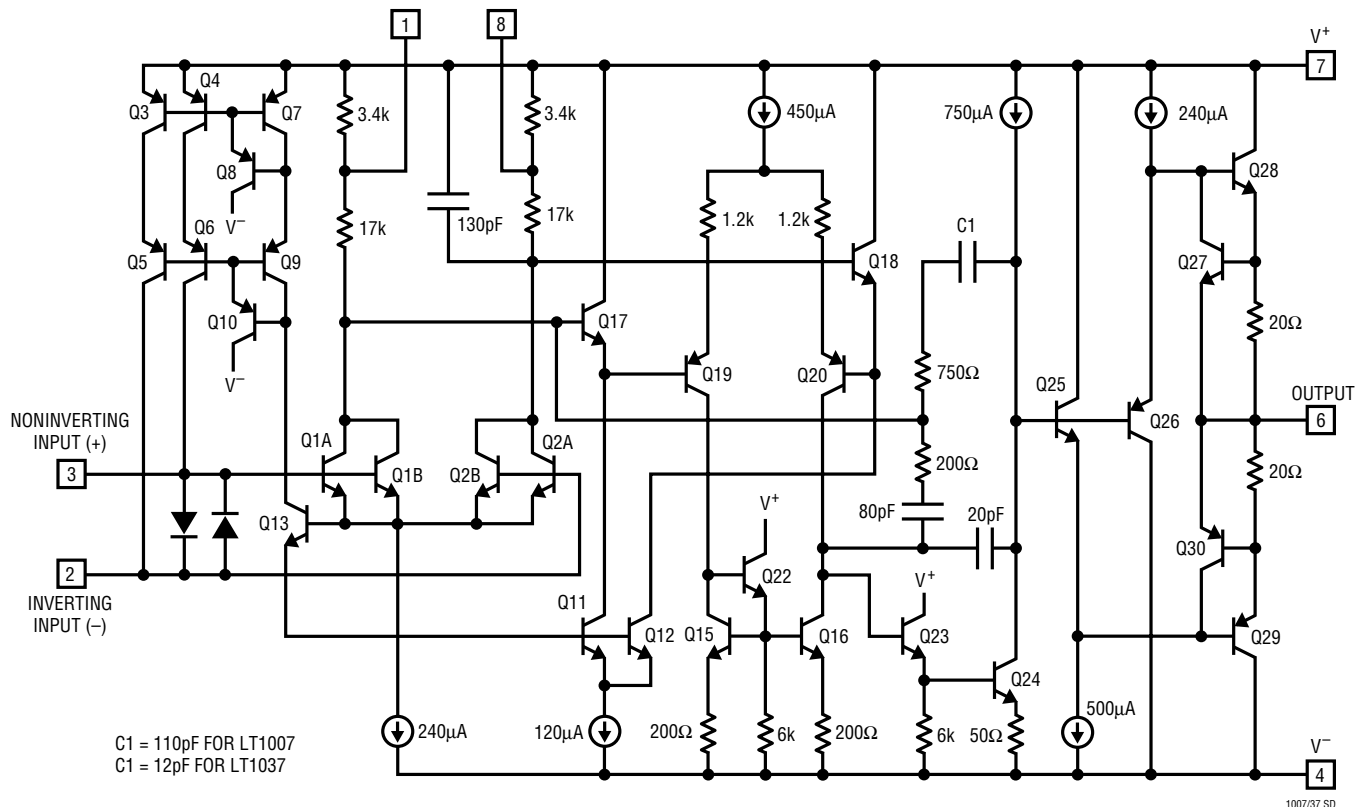 1
8
V+
7
Q3
Q4
Q7
3.4k
3.4k
450µA
750µA
240µA
Q8
Q28
V−
130pF
17k
17k
1.2k
1.2k
C1
Q5
Q6
Q9
Q18
Q27
Q10
Q17
20Ω
V−
Q19
Q20
750Ω
Q25
Q26
OUTPUT
6
NONINVERTING
INPUT (+)
3
Q1A
Q1B
Q2B
Q2A
200Ω
20Ω
Q13
V+
80pF
20pF
Q30
2
INVERTING
INPUT (–)
Q22
V+
Q11
Q12
Q15
Q16
Q23
Q29
Q24
240µA
120µA
200Ω
6k
200Ω
6k
50Ω
500µA
V−
4
C1 = 110pF FOR LT1007
C1 = 12pF FOR LT1037
1007/37 SD